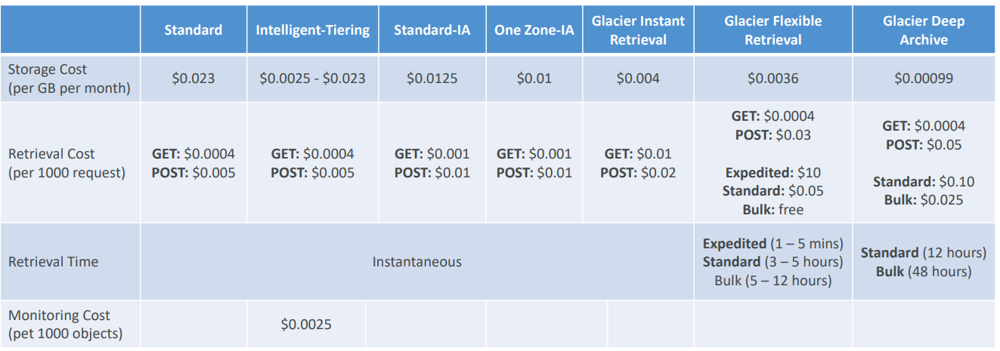 Standard
Intelligent-Tiering
Standard-IA
One Zone-IA
Glacier Instant
Retrieval
Glacier Flexible
Retrieval
Glacier Deep
Archive
Storage Cost
(per GB per month)
$0.023
$0.0025 - $0.023
$0.0125
$0.01
$0.004
$0.0036
$0.00099
Retrieval Cost
(per 1000 request)
GET: $0.0004
POST: $0.005
GET: $0.0004
POST: $0.005
GET: $0.001
POST: $0.01
GET: $0.001
POST: $0.01
GET: $0.01
POST: $0.02
GET: $0.0004
POST: $0.03
Expedited: $10
Standard: $0.05
Bulk: free
GET: $0.0004
POST: $0.05
Standard: $0.10
Bulk: $0.025
Retrieval Time
Instantaneous
Expedited (1 – 5 mins)
Standard (3 – 5 hours)
Bulk (5 – 12 hours)
Standard (12 hours)
Bulk (48 hours)
Monitoring Cost
(pet 1000 objects)
$0.0025